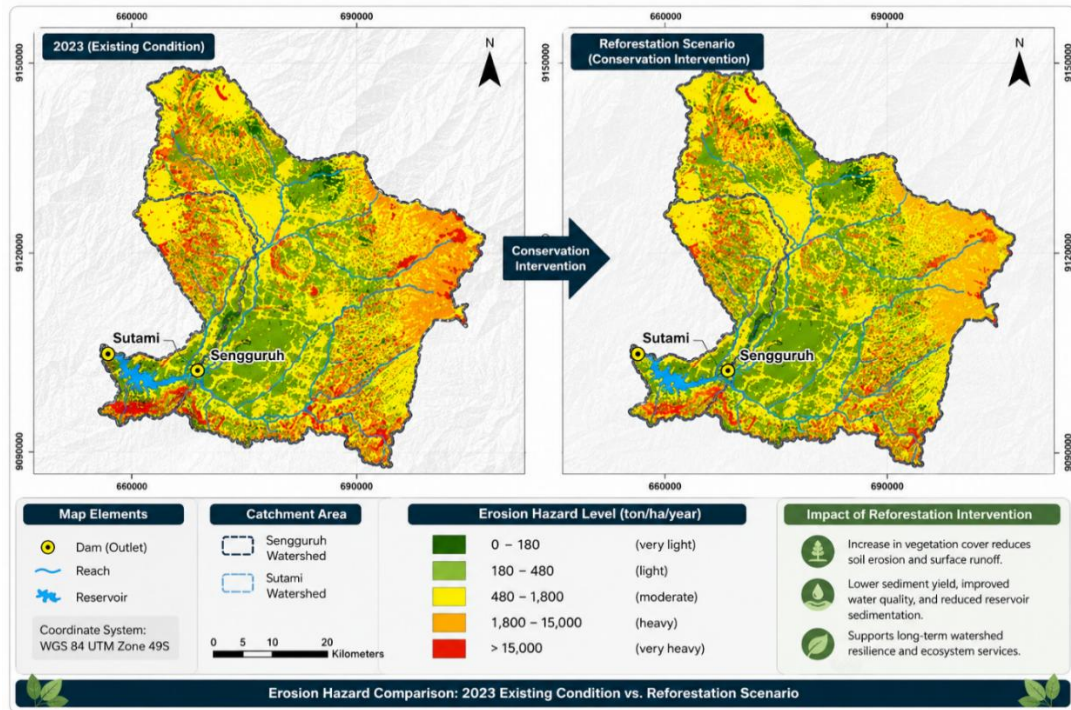 660000
690000
660000
690000
2023 (Existing Condition)
N
Reforestation Scenario
(Conservation Intervention)
N
9150000
9150000
9120000
9120000
9090000
9090000
Conservation
Intervention
Sutami
Sengguruh
Sutami
Sengguruh
660000
690000
660000
690000
Map Elements
Dam (Outlet)
Reach
Reservoir
Coordinate System:
WGS 84 UTM Zone 49S
Catchment Area
Sengguruh
Watershed
Sutami
Watershed
0 5 10 20
Kilometers
Erosion Hazard Level (ton/ha/year)
0 – 180 (very light)
180 – 480 (light)
480 – 1,800 (moderate)
1,800 – 15,000 (heavy)
> 15,000 (very heavy)
Impact of Reforestation Intervention
Increase in vegetation cover reduces
soil erosion and surface runoff.
Lower sediment yield, improved
water quality, and reduced reservoir
sedimentation.
Supports long-term watershed
resilience and ecosystem services.
Erosion Hazard Comparison: 2023 Existing Condition vs. Reforestation Scenario